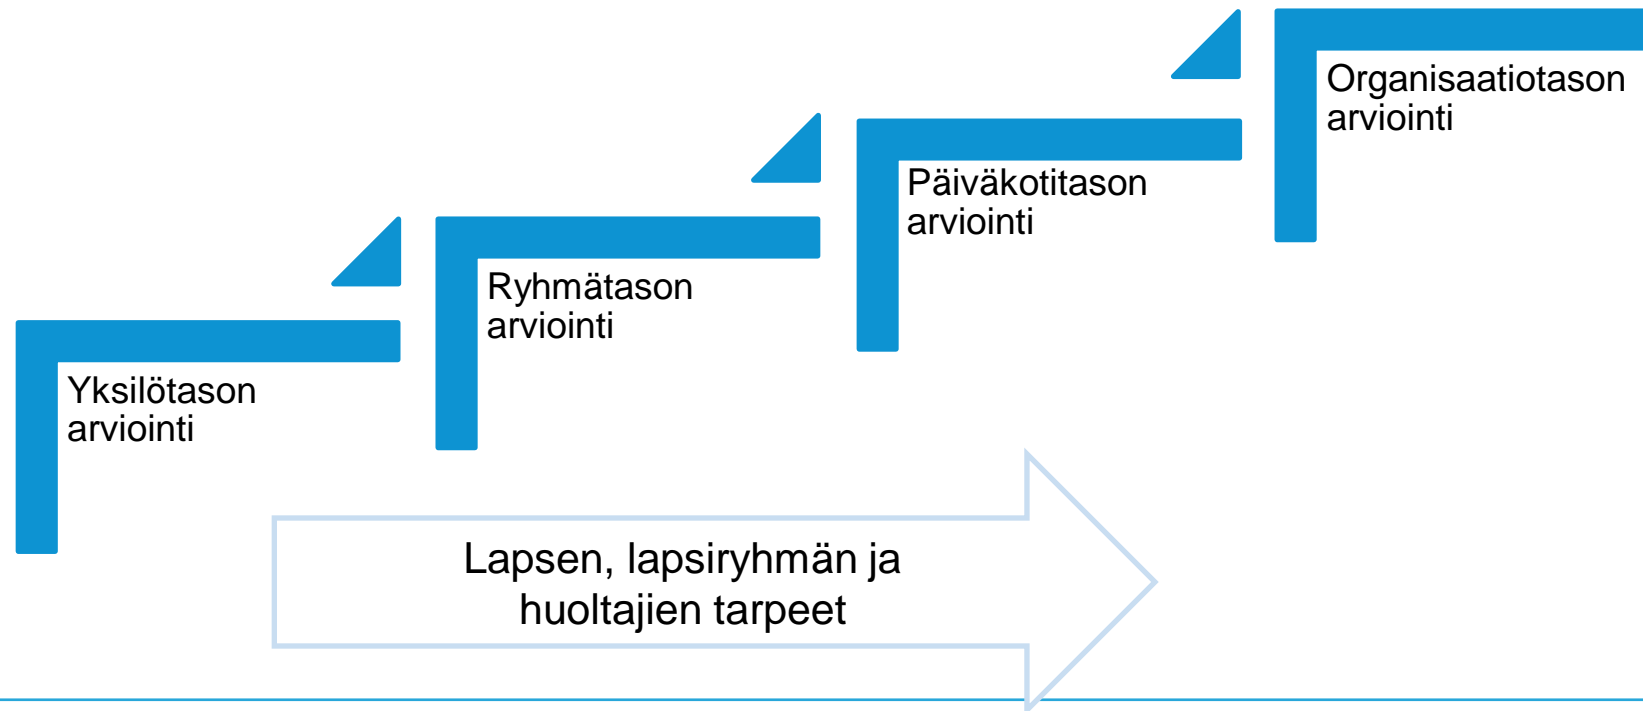 Organisaatiotason
arviointi
Päiväkotitason
arviointi
Ryhmätason
arviointi
Yksilötason
arviointi
Lapsen, lapsiryhmän ja
huoltajien tarpeet